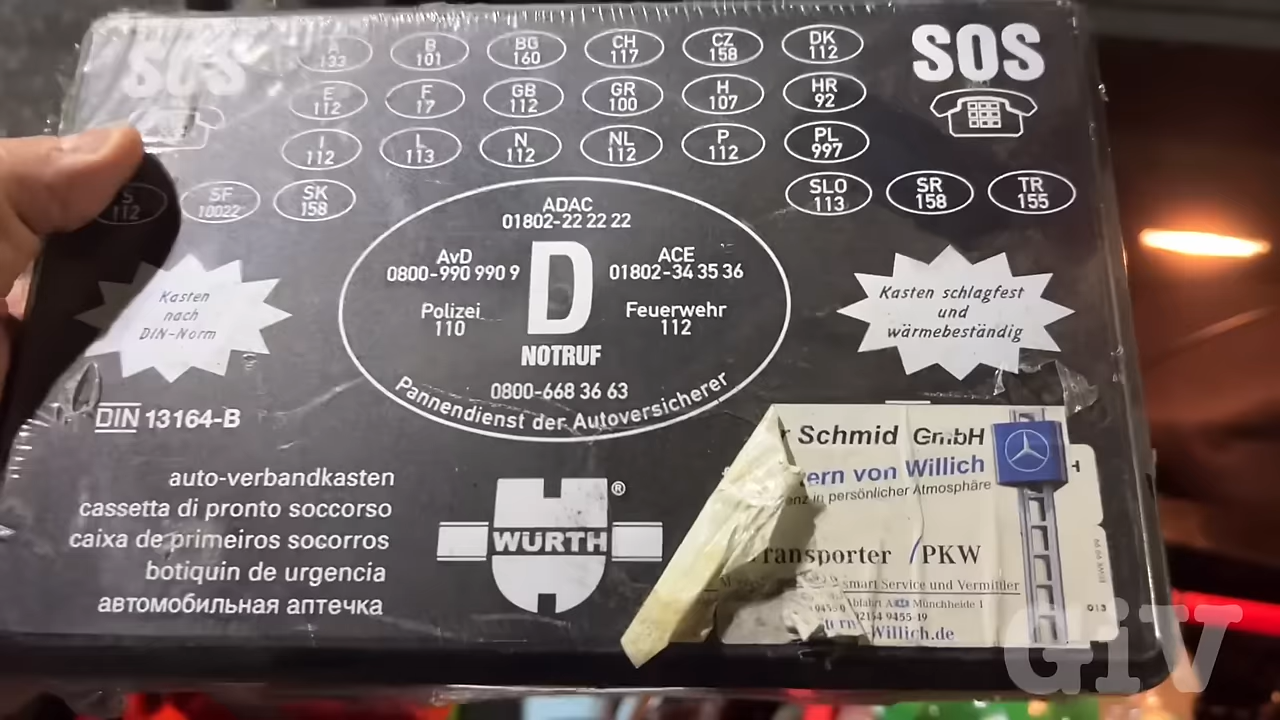 SOS
133
B
101
BG
160
CH
117
CZ
158
DK
112
SOS
E
112
F
17
GB
112
GR
100
H
107
HR
92
I
112
L
113
N
112
NL
112
P
112
PL
997
S
112
SF
10022
SK
158
SLO
113
SR
158
TR
155
ADAC
01802-22 22 22
AvD
0800-990 990 9
ACE
01802-34 35 36
D
Polizei
110
Feuerwehr
112
NOTRUF
0800-668 36 63
Pannendienst der Autoversicherer
Kasten
nach
DIN-Norm
Kasten schlagfest
und
wärmebeständig
DIN 13164-B
auto-verbandkasten
cassetta di pronto soccorso
caixa de primeiros socorros
botiquin de urgencia
автомобильная аптечка
WÜRTH ®
Schmid GmbH
von Willich
in persönlicher Atmosphäre
PKW
smart Service und Vermittler
Münchheide 1
02154 9455-19
Willich.de
H
013
GiV